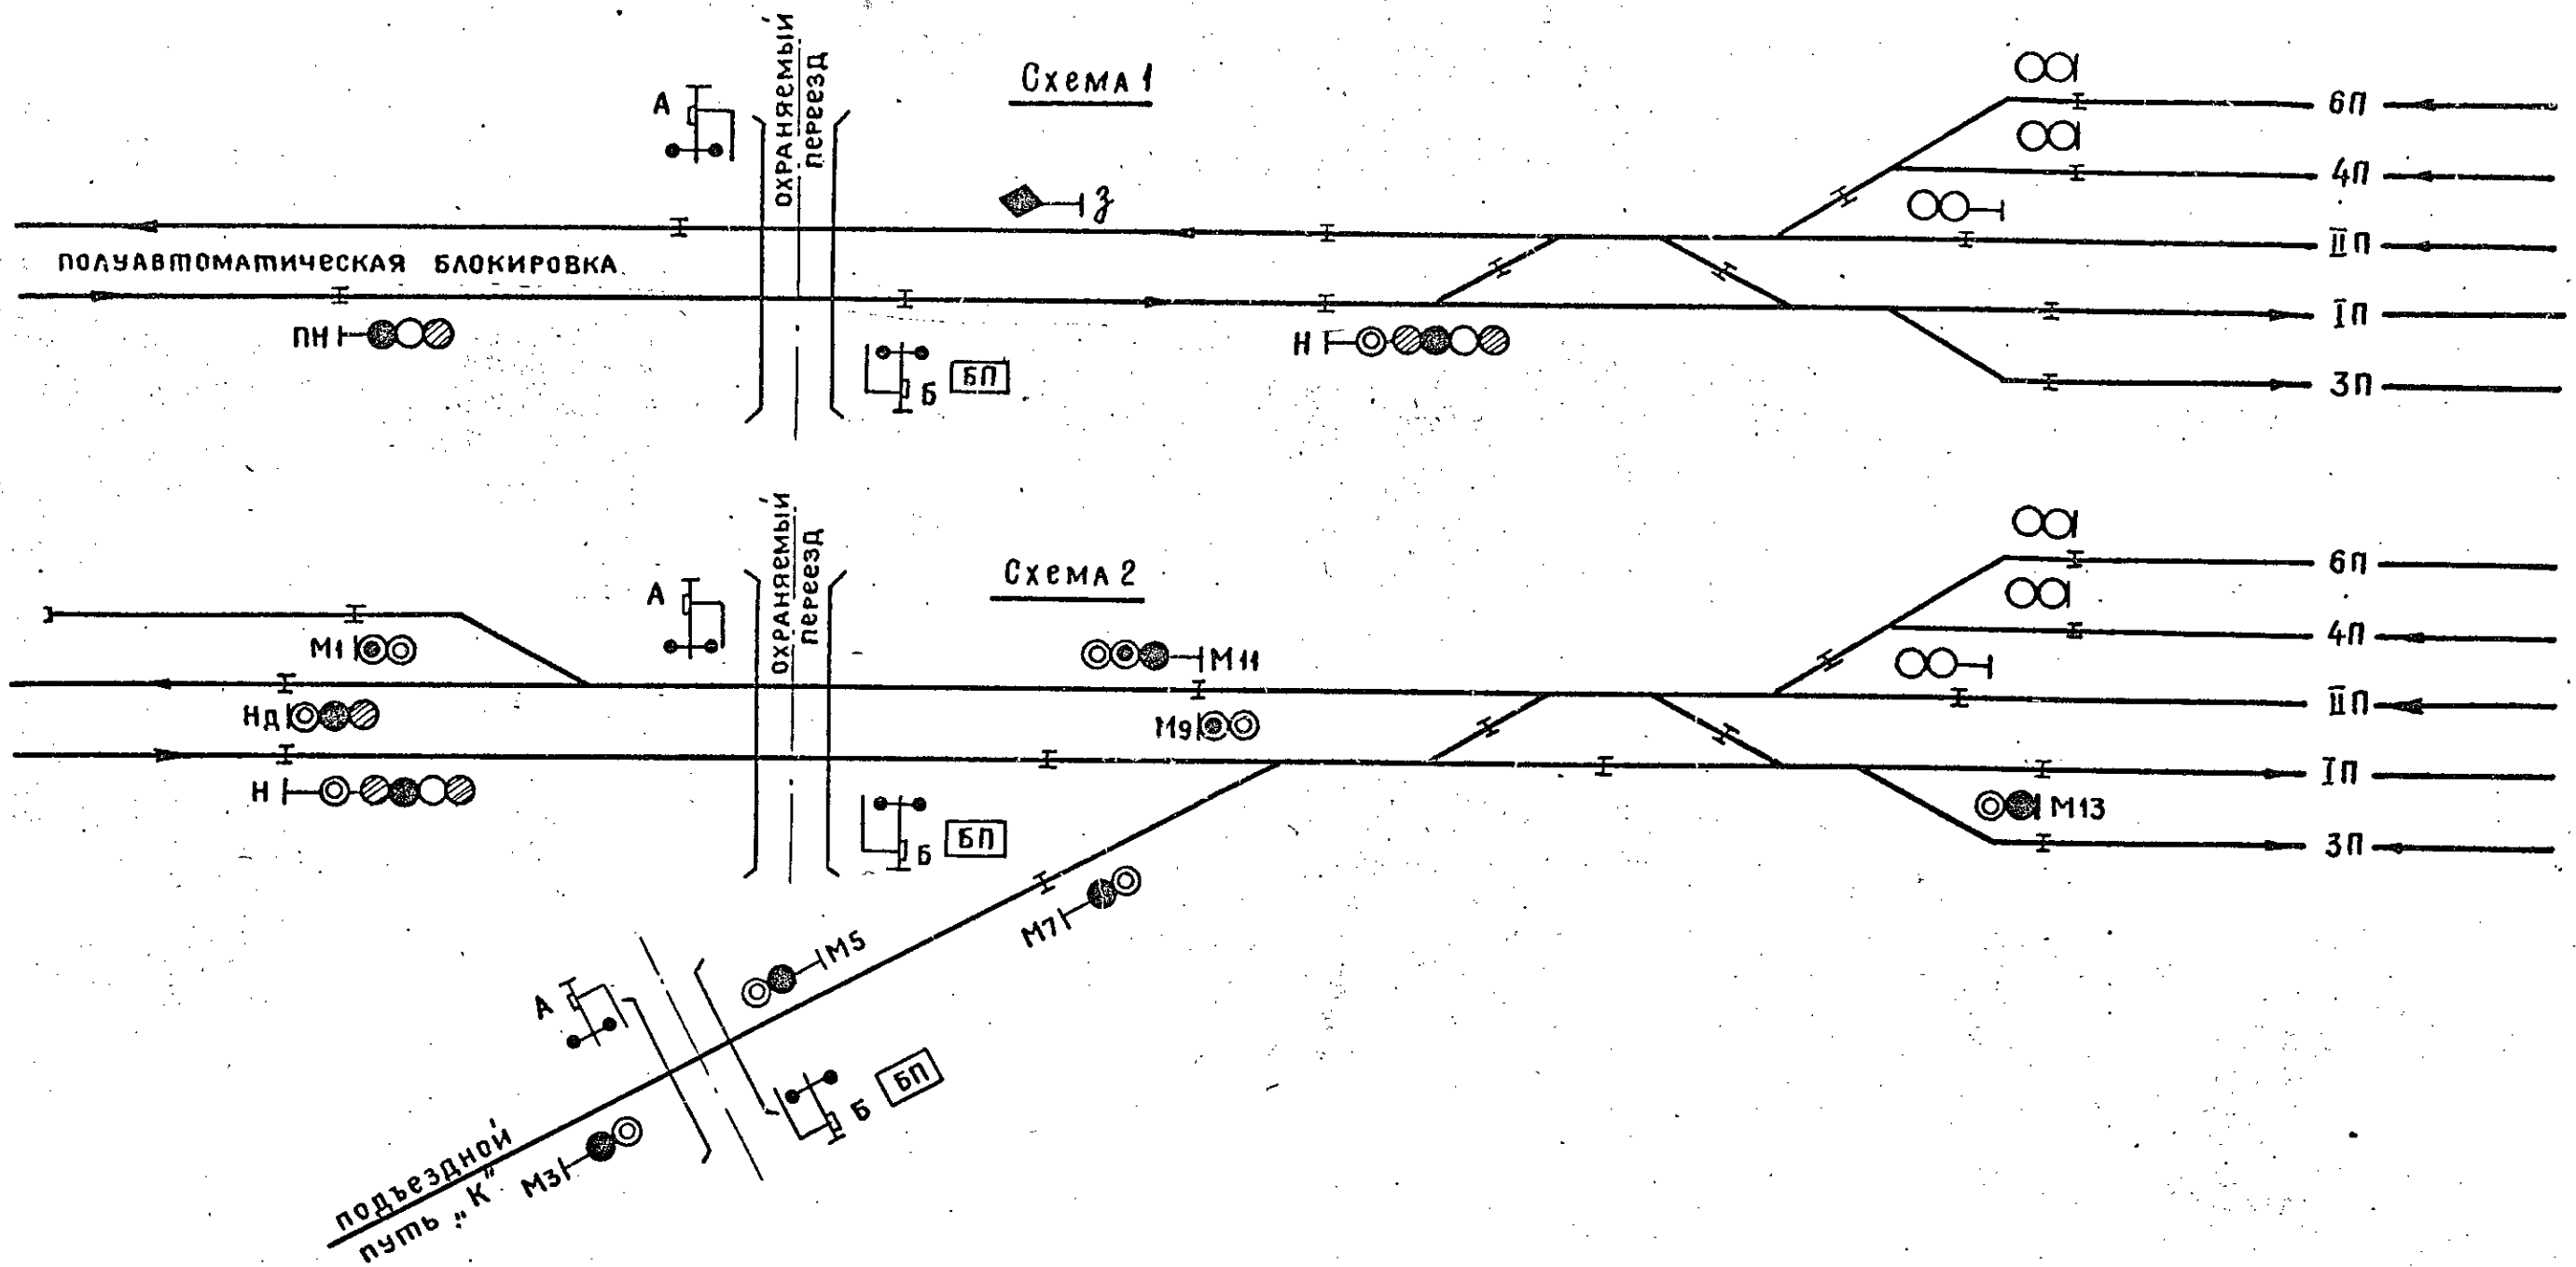 Схема 1
ОХРАНЯЕМЫЙ
ПЕРЕЕЗД
А
З
6П
4П
IIП
ПОЛУАВТОМАТИЧЕСКАЯ БЛОКИРОВКА
IП
ПН
Н
Б
БП
3П
Схема 2
ОХРАНЯЕМЫЙ
ПЕРЕЕЗД
А
6П
4П
М1
М11
IIП
НД
М9
IП
Н
М13
Б
БП
3П
М7
М5
А
Б
БП
М3
ПОДЪЕЗДНОЙ
ПУТЬ „К"